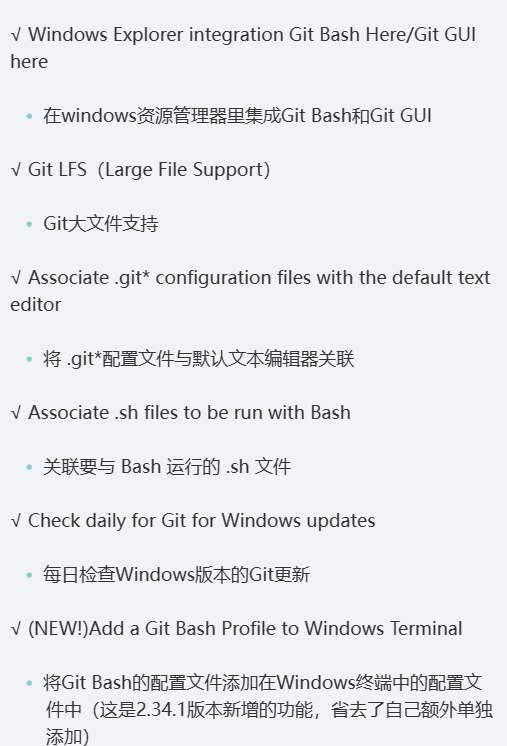 √ Windows Explorer integration Git Bash Here/Git GUI
here
• 在windows资源管理器里集成Git Bash和Git GUI
√ Git LFS（Large File Support）
• Git大文件支持
√ Associate .git* configuration files with the default text
editor
• 将 .git*配置文件与默认文本编辑器关联
√ Associate .sh files to be run with Bash
• 关联要与 Bash 运行的 .sh 文件
√ Check daily for Git for Windows updates
• 每日检查Windows版本的Git更新
√ (NEW!)Add a Git Bash Profile to Windows Terminal
• 将Git Bash的配置文件添加在Windows终端中的配置文
件中（这是2.34.1版本新增的功能，省去了自己额外单独
添加）